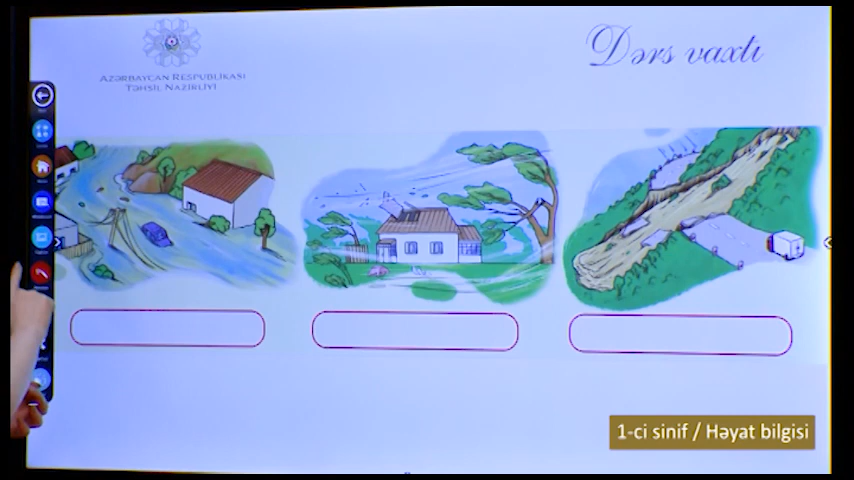 AZƏRBAYCAN RESPUBLİKASI
TƏHSİL NAZİRLİYİ
Dərs vaxtı
1-ci sinif / Həyat bilgisi